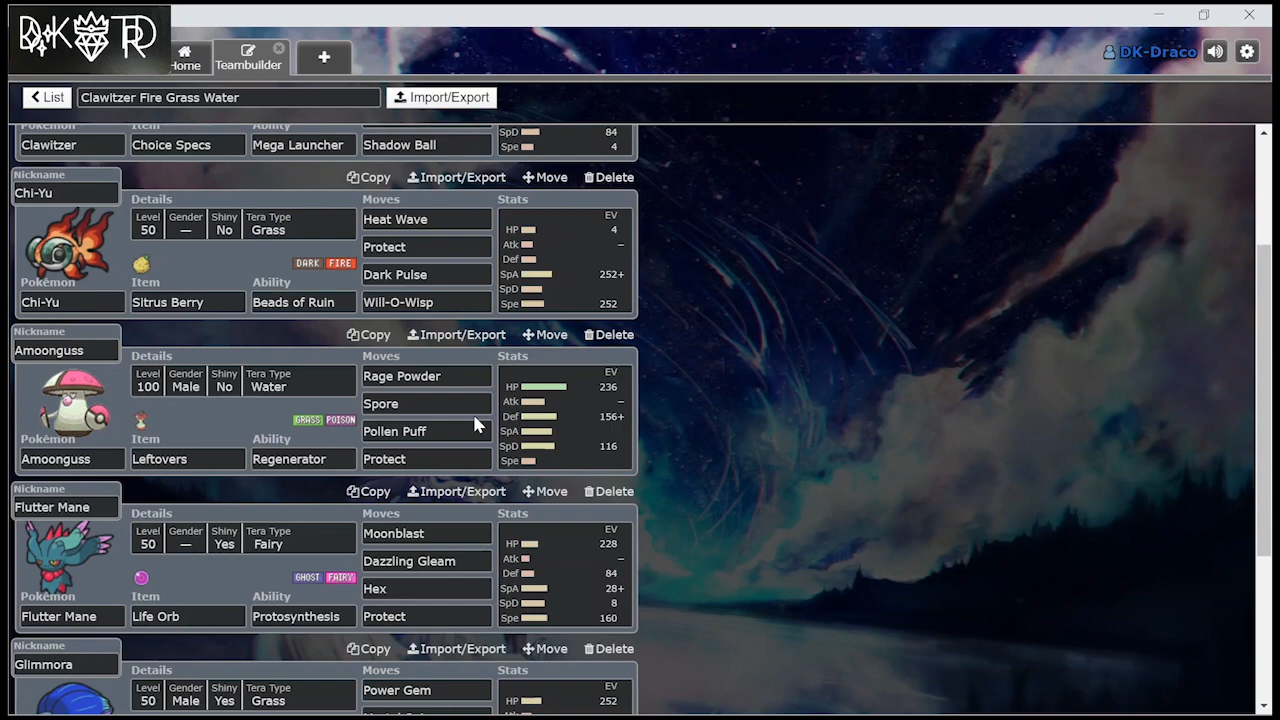 DK TRD
Home
Teambuilder
+
DK-Draco
List
Clawitzer Fire Grass Water
Import/Export
Pokémon Item Ability
Clawitzer Choice Specs Mega Launcher Shadow Ball
SpD 84
Spe 4
Nickname
Chi-Yu
Copy Import/Export Move Delete
Details Moves Stats
Level Gender Shiny Tera Type
50 — No Grass
Heat Wave
Protect
Dark Pulse
Will-O-Wisp
DARK FIRE
Pokémon Item Ability
Chi-Yu Sitrus Berry Beads of Ruin
EV
HP 4
Atk –
Def
SpA 252+
SpD
Spe 252
Nickname
Amoonguss
Copy Import/Export Move Delete
Details Moves Stats
Level Gender Shiny Tera Type
100 Male No Water
Rage Powder
Spore
Pollen Puff
Protect
GRASS POISON
Pokémon Item Ability
Amoonguss Leftovers Regenerator
EV
HP 236
Atk –
Def 156+
SpA
SpD 116
Spe
Nickname
Flutter Mane
Copy Import/Export Move Delete
Details Moves Stats
Level Gender Shiny Tera Type
50 — Yes Fairy
Moonblast
Dazzling Gleam
Hex
Protect
GHOST FAIRY
Pokémon Item Ability
Flutter Mane Life Orb Protosynthesis
EV
HP 228
Atk –
Def 84
SpA 28+
SpD 8
Spe 160
Nickname
Glimmora
Copy Import/Export Move Delete
Details Moves Stats
Level Gender Shiny Tera Type
50 Male Yes Grass
Power Gem
EV
HP 252